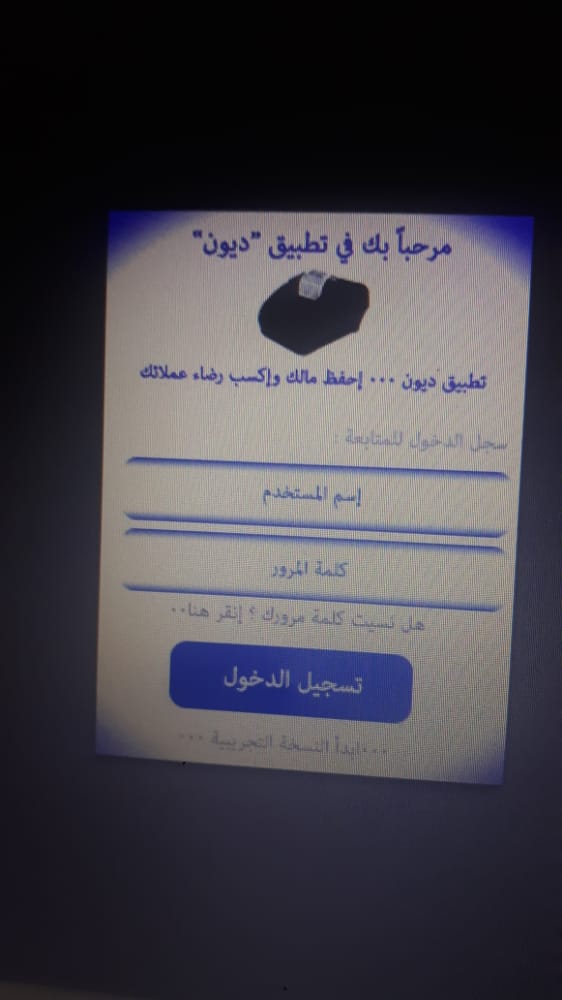 مرحباً بك في تطبيق "ديون"
تطبيق ديون ... إحفظ مالك وإكسب رضاء عملائك
سجل الدخول للمتابعة :
إسم المستخدم
كلمة المرور
هل نسيت كلمة مرورك ؟ إنقر هنا..
تسجيل الدخول
...إبدأ النسخة التجريبية ...